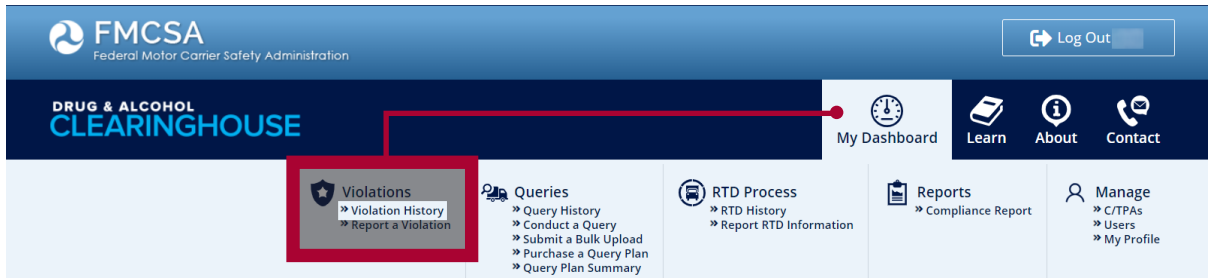 FMCSA
Federal Motor Carrier Safety Administration
Log Out
DRUG & ALCOHOL
CLEARINGHOUSE
My Dashboard
Learn
About
Contact
Violations
» Violation History
» Report a Violation
Queries
» Query History
» Conduct a Query
» Submit a Bulk Upload
» Purchase a Query Plan
» Query Plan Summary
RTD Process
» RTD History
» Report RTD Information
Reports
» Compliance Report
Manage
» C/TPAs
» Users
» My Profile